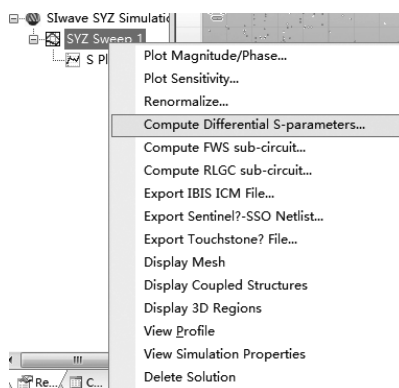 SIwave SYZ Simulatio
SYZ Sweep 1
S Pl
Plot Magnitude/Phase...
Plot Sensitivity...
Renormalize...
Compute Differential S-parameters...
Compute FWS sub-circuit...
Compute RLGC sub-circuit...
Export IBIS ICM File...
Export Sentinel?-SSO Netlist...
Export Touchstone? File...
Display Mesh
Display Coupled Structures
Display 3D Regions
View Profile
View Simulation Properties
Delete Solution
Re... C...